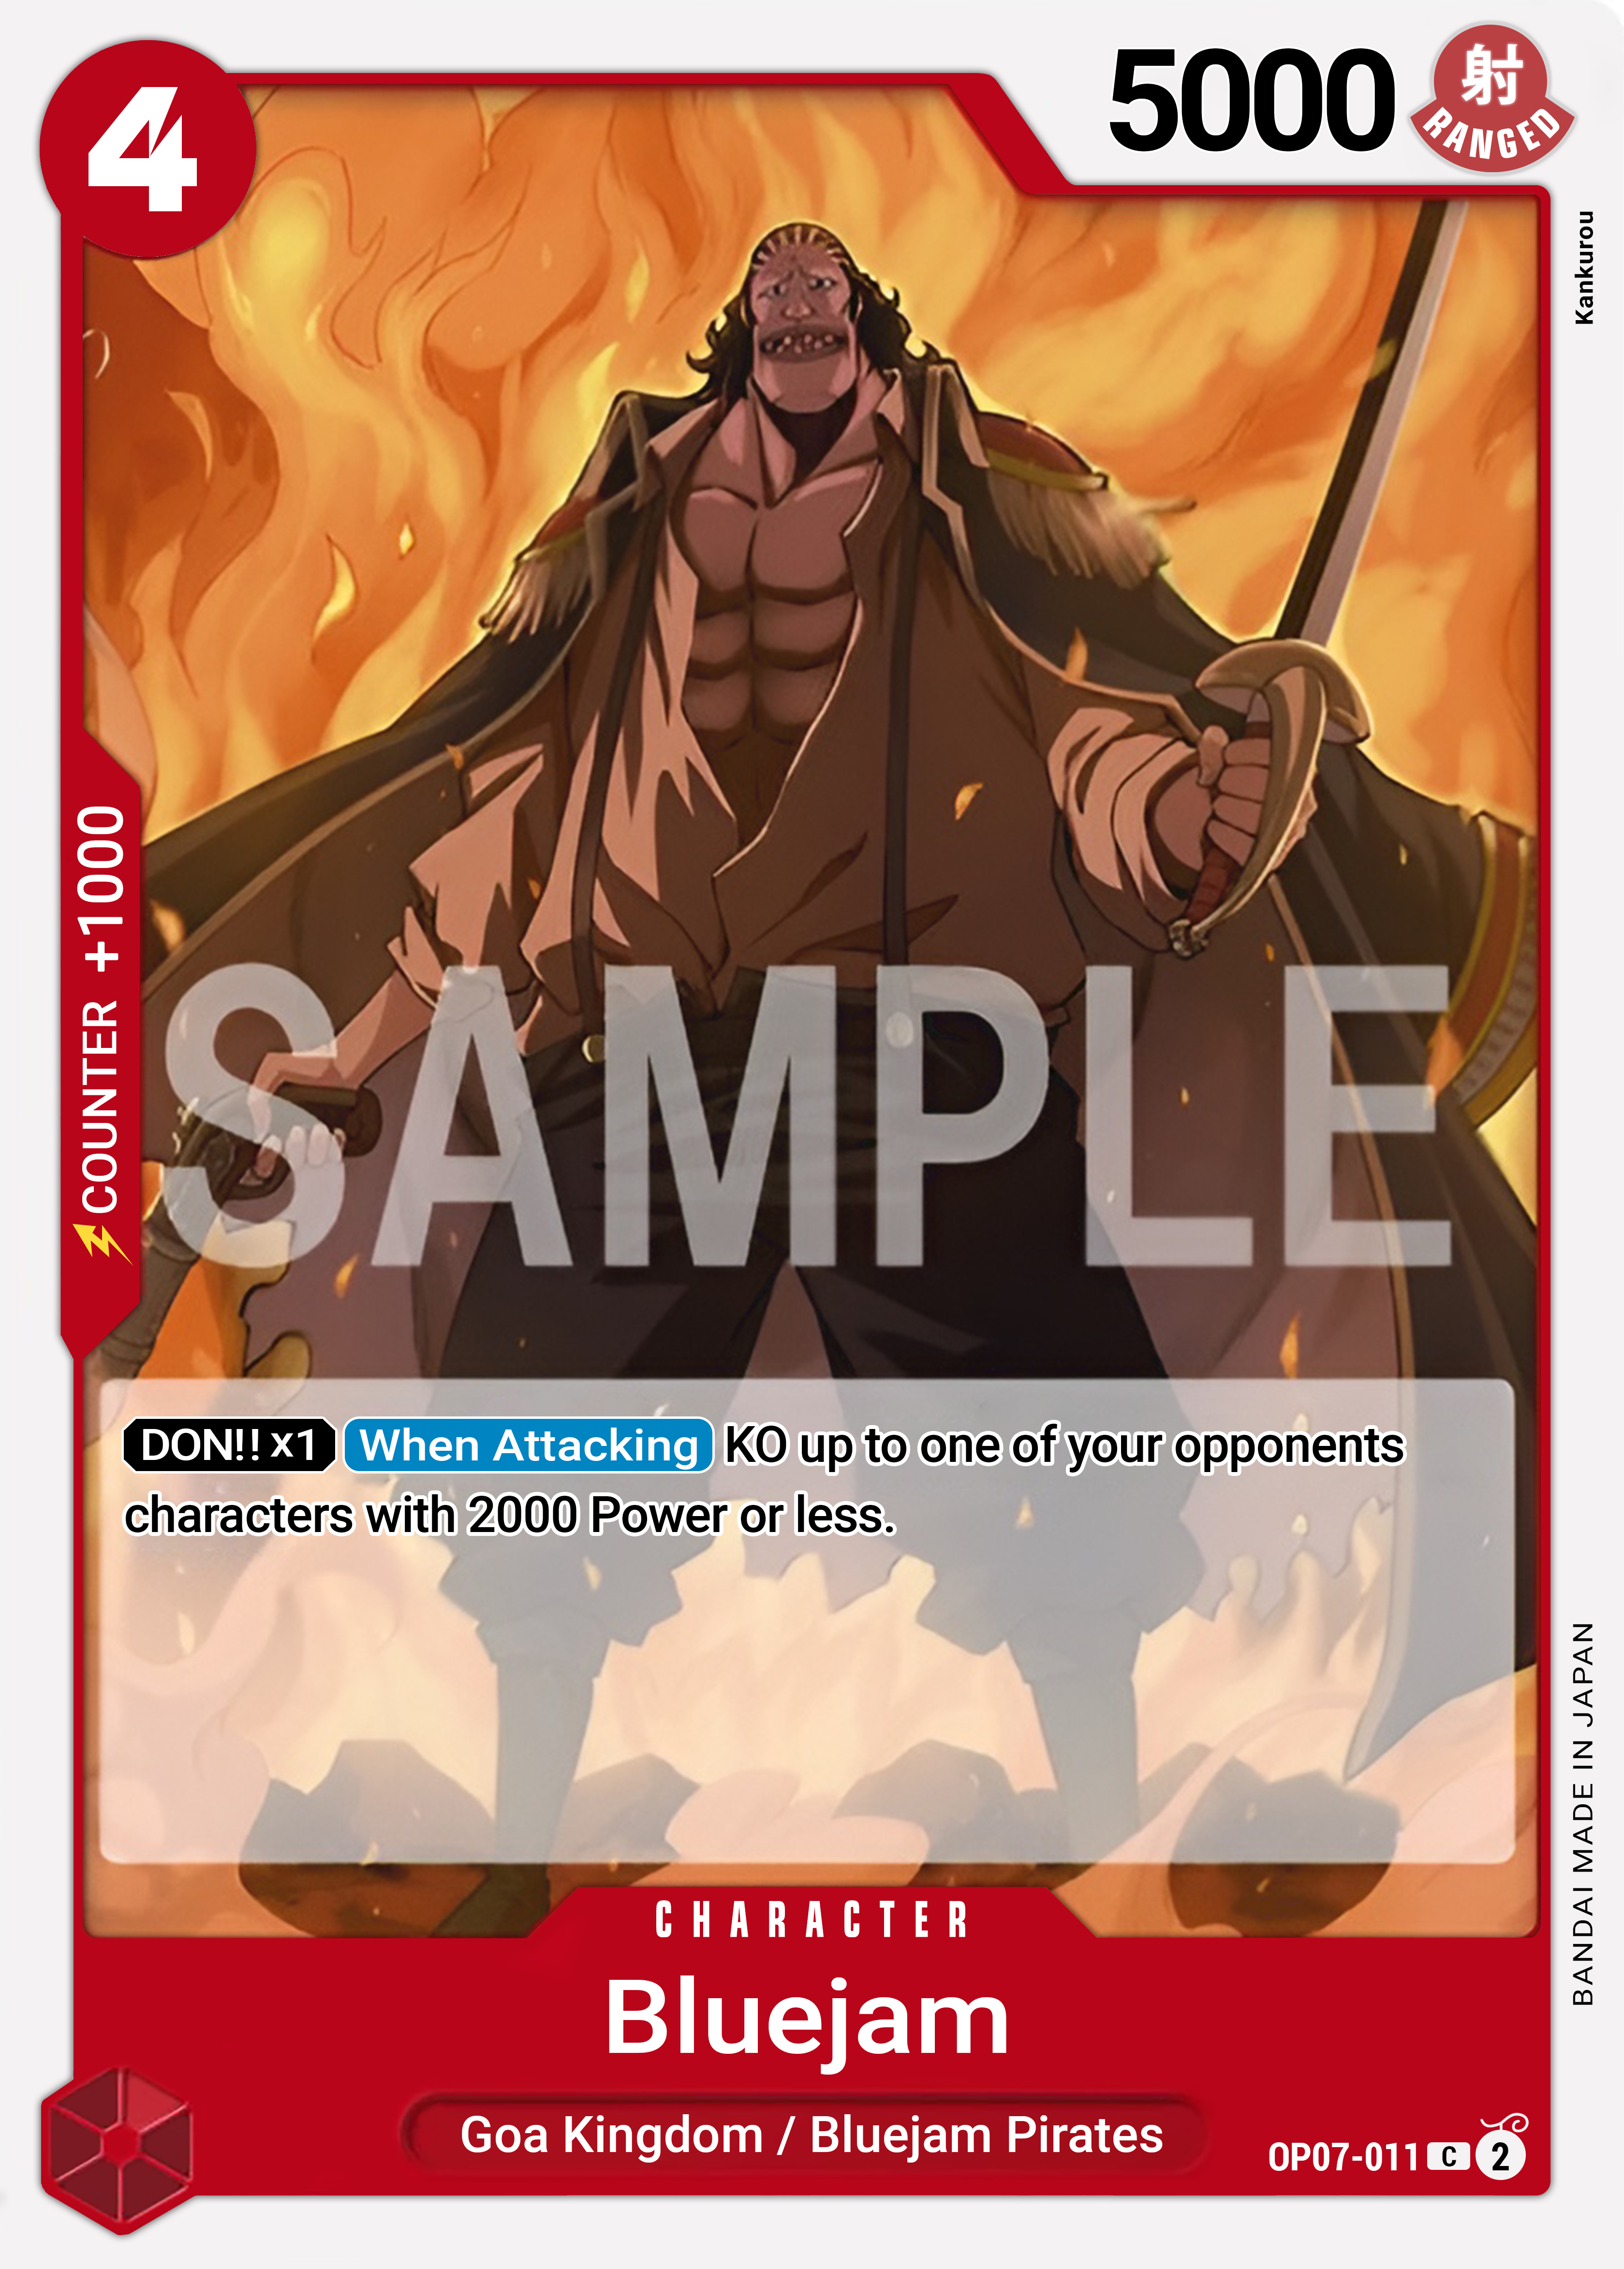 4
5000
射
RANGED
Kankurou
COUNTER +1000
SAMPLE
DON!! x1 When Attacking KO up to one of your opponents
characters with 2000 Power or less.
CHARACTER
Bluejam
Goa Kingdom / Bluejam Pirates
OP07-011 C 2
BANDAI MADE IN JAPAN